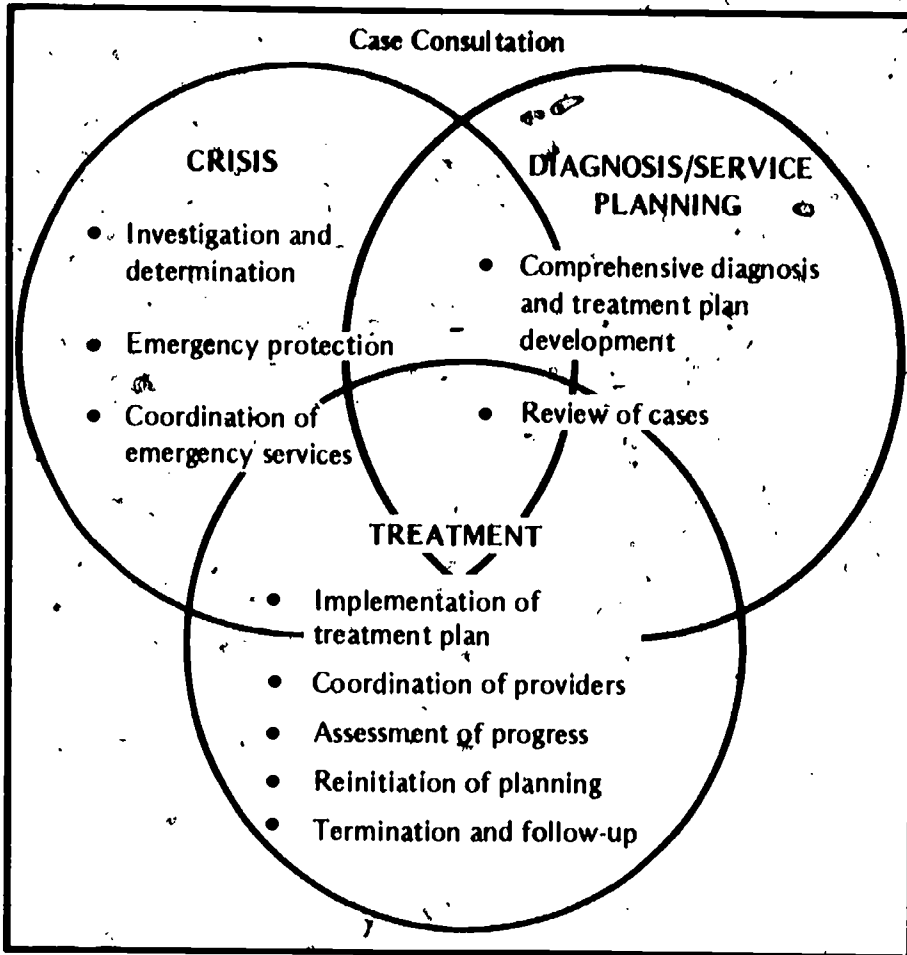 Case Consultation
CRISIS
• Investigation and
determination
• Emergency protection
• Coordination of
emergency services
DIAGNOSIS/SERVICE
PLANNING
• Comprehensive diagnosis
and treatment plan
development
• Review of cases
TREATMENT
• Implementation of
treatment plan
• Coordination of providers
• Assessment of progress
• Reinitiation of planning
• Termination and follow-up